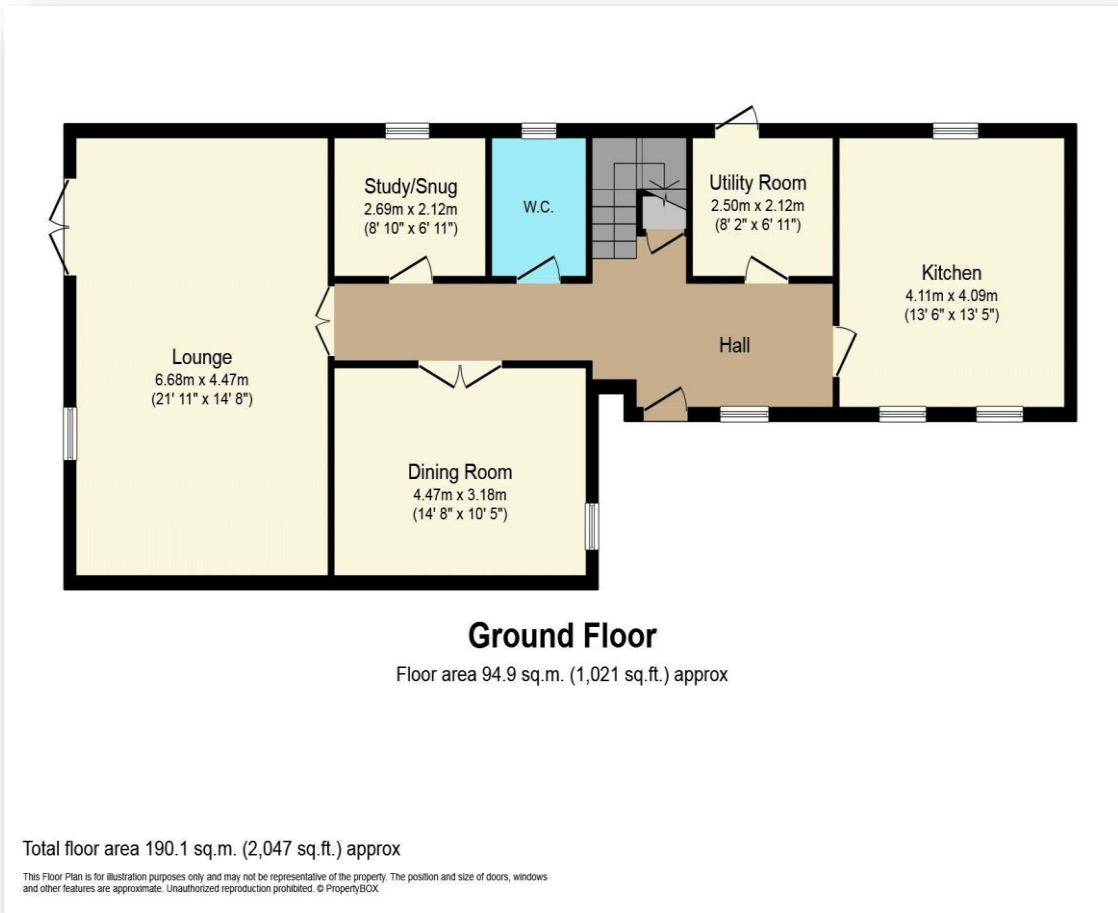 Study/Snug
2.69m x 2.12m
(8' 10" x 6' 11")
W.C.
Utility Room
2.50m x 2.12m
(8' 2" x 6' 11")
Kitchen
4.11m x 4.09m
(13' 6" x 13' 5")
Hall
Lounge
6.68m x 4.47m
(21' 11" x 14' 8")
Dining Room
4.47m x 3.18m
(14' 8" x 10' 5")
Ground Floor
Floor area 94.9 sq.m. (1,021 sq.ft.) approx
Total floor area 190.1 sq.m. (2,047 sq.ft.) approx
This Floor Plan is for illustration purposes only and may not be representative of the property. The position and size of doors, windows
and other features are approximate. Unauthorized reproduction prohibited. © PropertyBOX